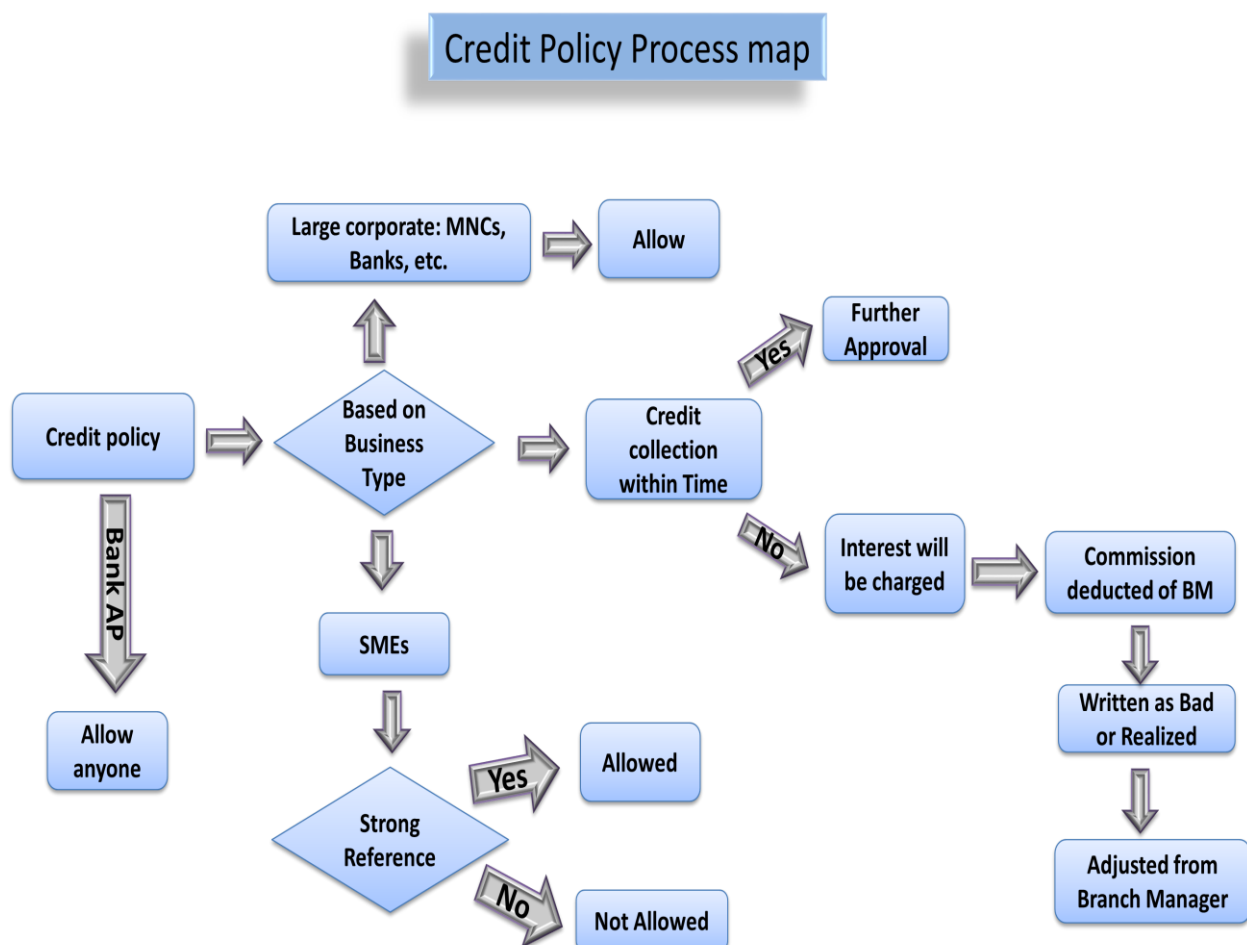 Credit Policy Process map
Large corporate: MNCs,
Banks, etc.
Allow
Further
Approval
Yes
Based on
Business
Type
Credit policy
Credit
collection
within Time
No
Interest will
be charged
Commission
deducted of BM
Bank AP
SMEs
Written as Bad
or Realized
Allow
anyone
Yes
Allowed
Strong
Reference
No
Not Allowed
Adjusted from
Branch Manager